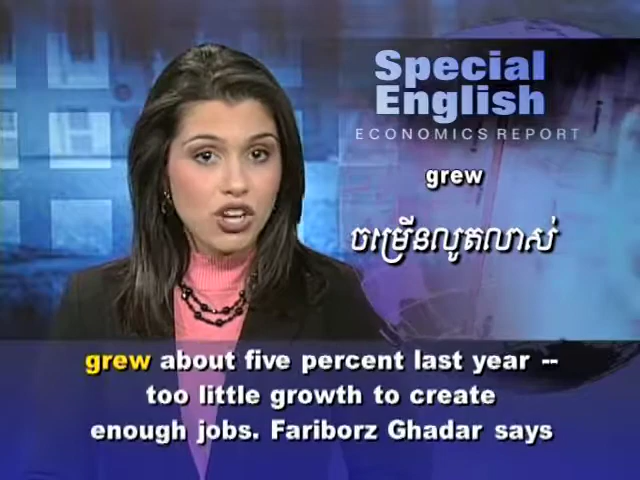 Special
English
ECONOMICS REPORT
grew
ចម្រើនលូតលាស់
grew about five percent last year --
too little growth to create
enough jobs. Fariborz Ghadar says